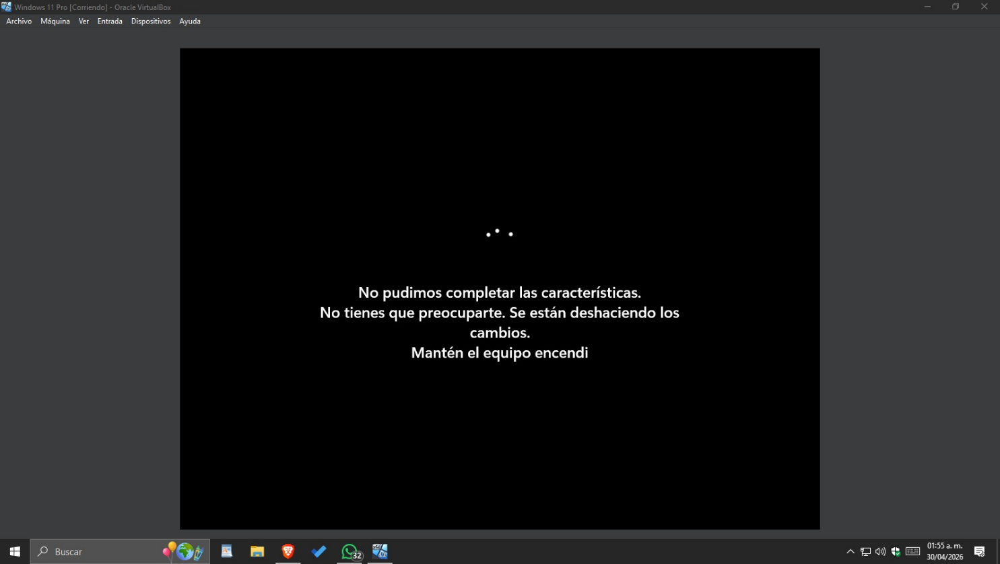 Windows 11 Pro [Corriendo] - Oracle VirtualBox
Archivo Máquina Ver Entrada Dispositivos Ayuda
No pudimos completar las características.
No tienes que preocuparte. Se están deshaciendo los
cambios.
Mantén el equipo encendi
Buscar
32
01:55 a. m.
30/04/2026